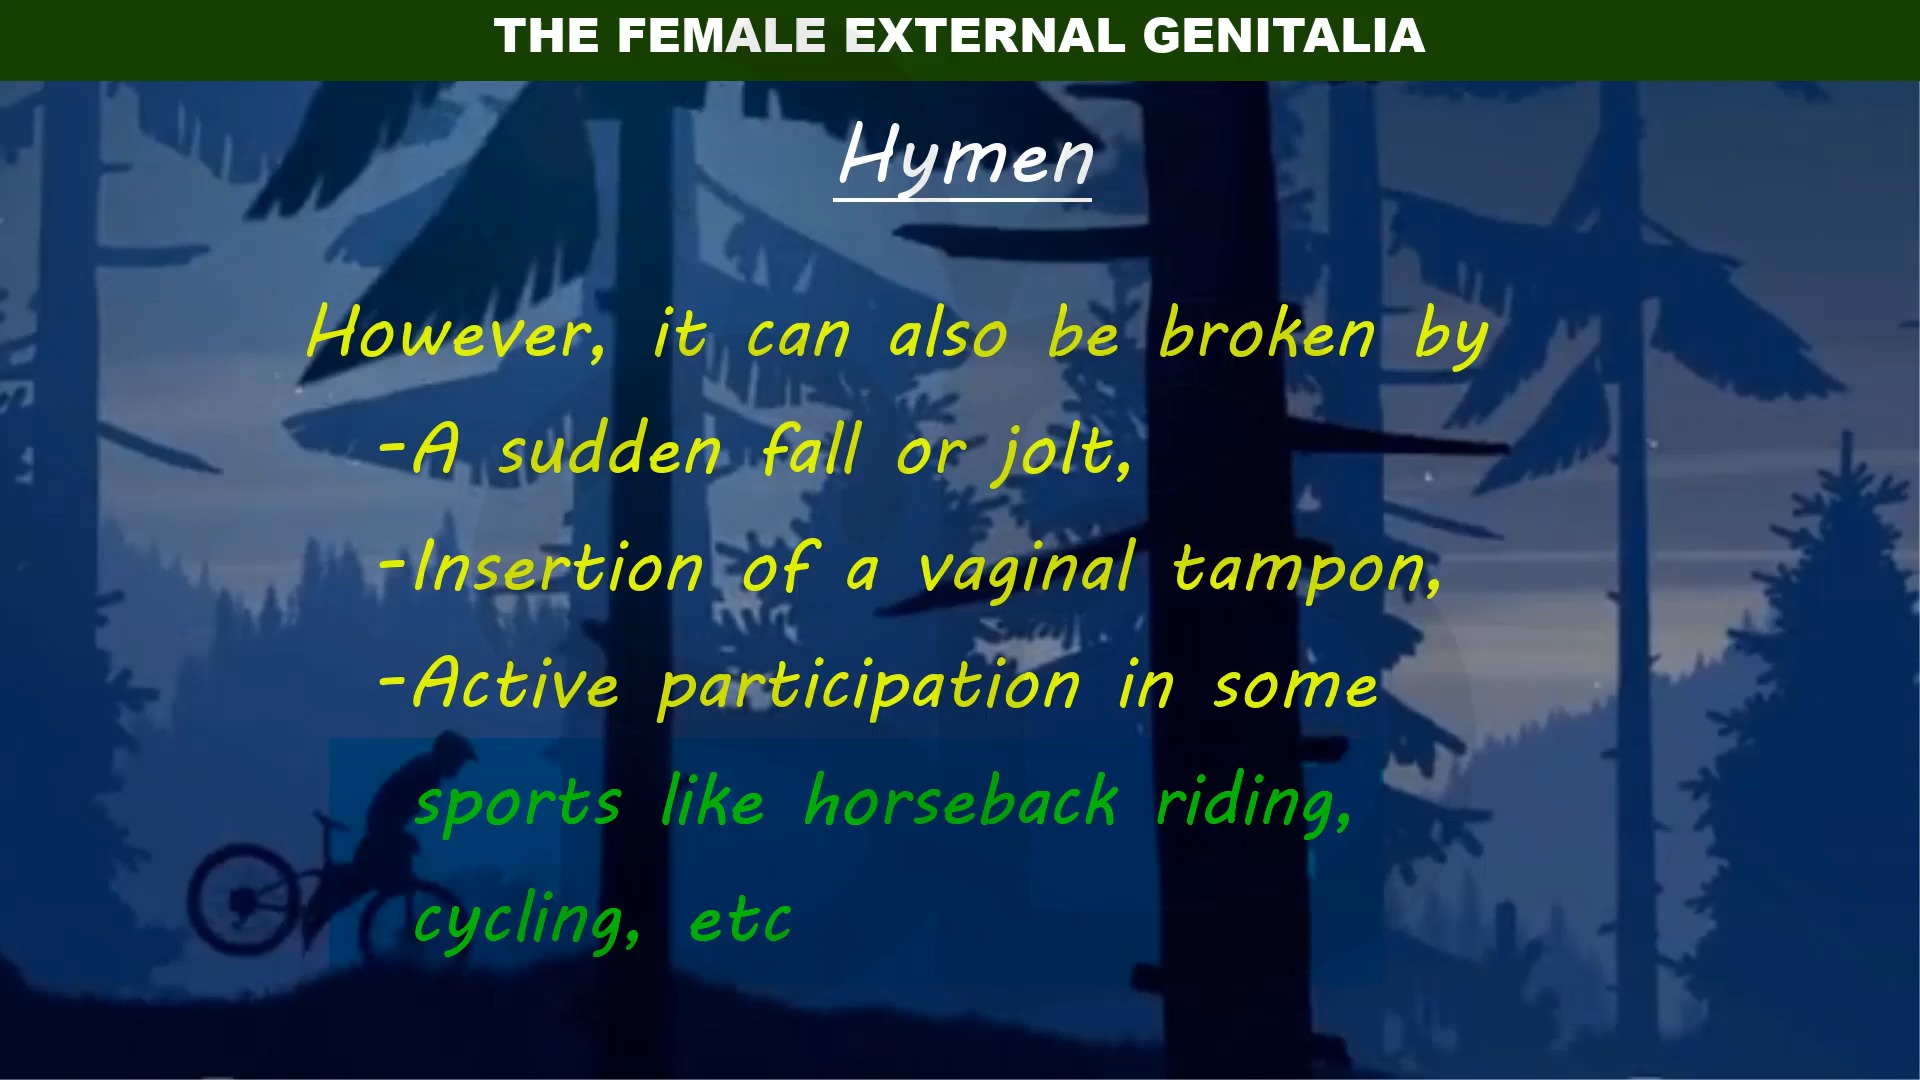 THE FEMALE EXTERNAL GENITALIA
Hymen
However, it can also be broken by
-A sudden fall or jolt,
-Insertion of a vaginal tampon,
-Active participation in some
sports like horseback riding,
cycling, etc